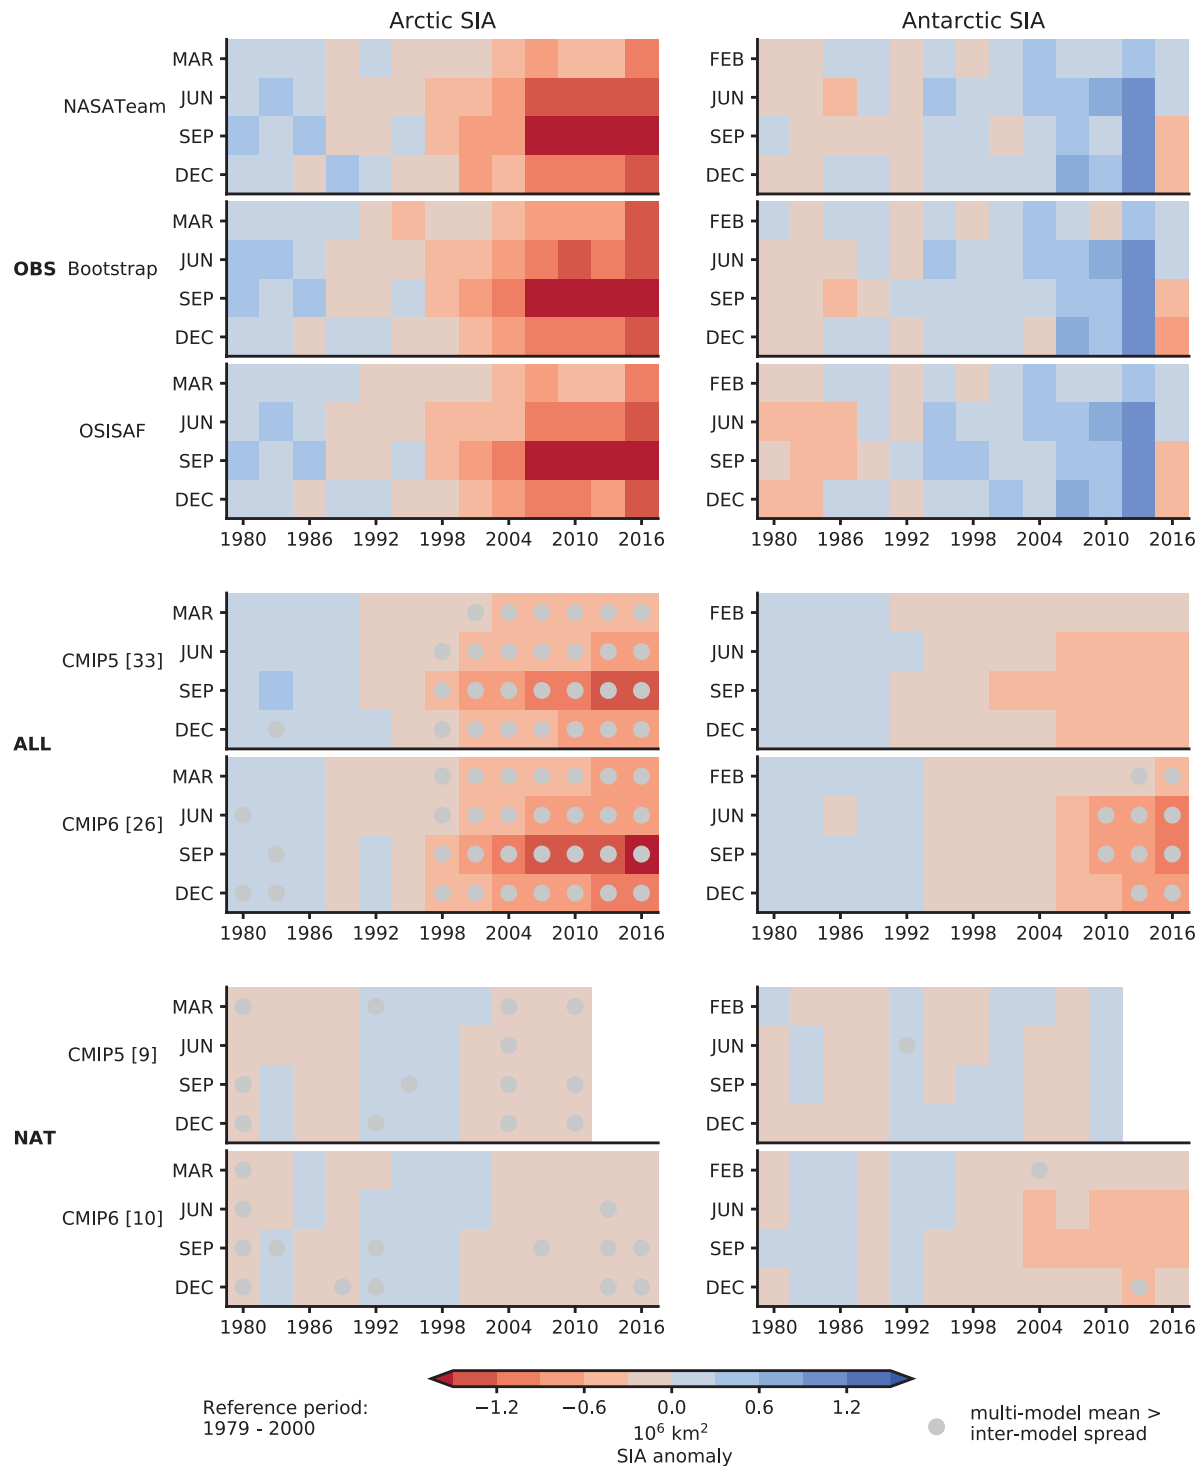 Arctic SIA
Antarctic SIA
OBS
NASATeam
MAR
JUN
SEP
DEC
FEB
JUN
SEP
DEC
Bootstrap
MAR
JUN
SEP
DEC
FEB
JUN
SEP
DEC
OSISAF
MAR
JUN
SEP
DEC
FEB
JUN
SEP
DEC
1980 1986 1992 1998 2004 2010 2016
1980 1986 1992 1998 2004 2010 2016
ALL
CMIP5 [33]
MAR
JUN
SEP
DEC
FEB
JUN
SEP
DEC
CMIP6 [26]
MAR
JUN
SEP
DEC
FEB
JUN
SEP
DEC
1980 1986 1992 1998 2004 2010 2016
1980 1986 1992 1998 2004 2010 2016
NAT
CMIP5 [9]
MAR
JUN
SEP
DEC
FEB
JUN
SEP
DEC
CMIP6 [10]
MAR
JUN
SEP
DEC
FEB
JUN
SEP
DEC
1980 1986 1992 1998 2004 2010 2016
1980 1986 1992 1998 2004 2010 2016
Reference period:
1979 - 2000
−1.2 −0.6 0.0 0.6 1.2
10⁶ km²
SIA anomaly
multi-model mean >
inter-model spread